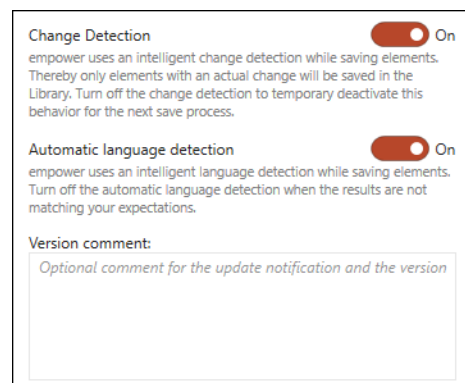 Change Detection On
empower uses an intelligent change detection while saving elements.
Thereby only elements with an actual change will be saved in the
Library. Turn off the change detection to temporary deactivate this
behavior for the next save process.
Automatic language detection On
empower uses an intelligent language detection while saving elements.
Turn off the automatic language detection when the results are not
matching your expectations.
Version comment:
Optional comment for the update notification and the version